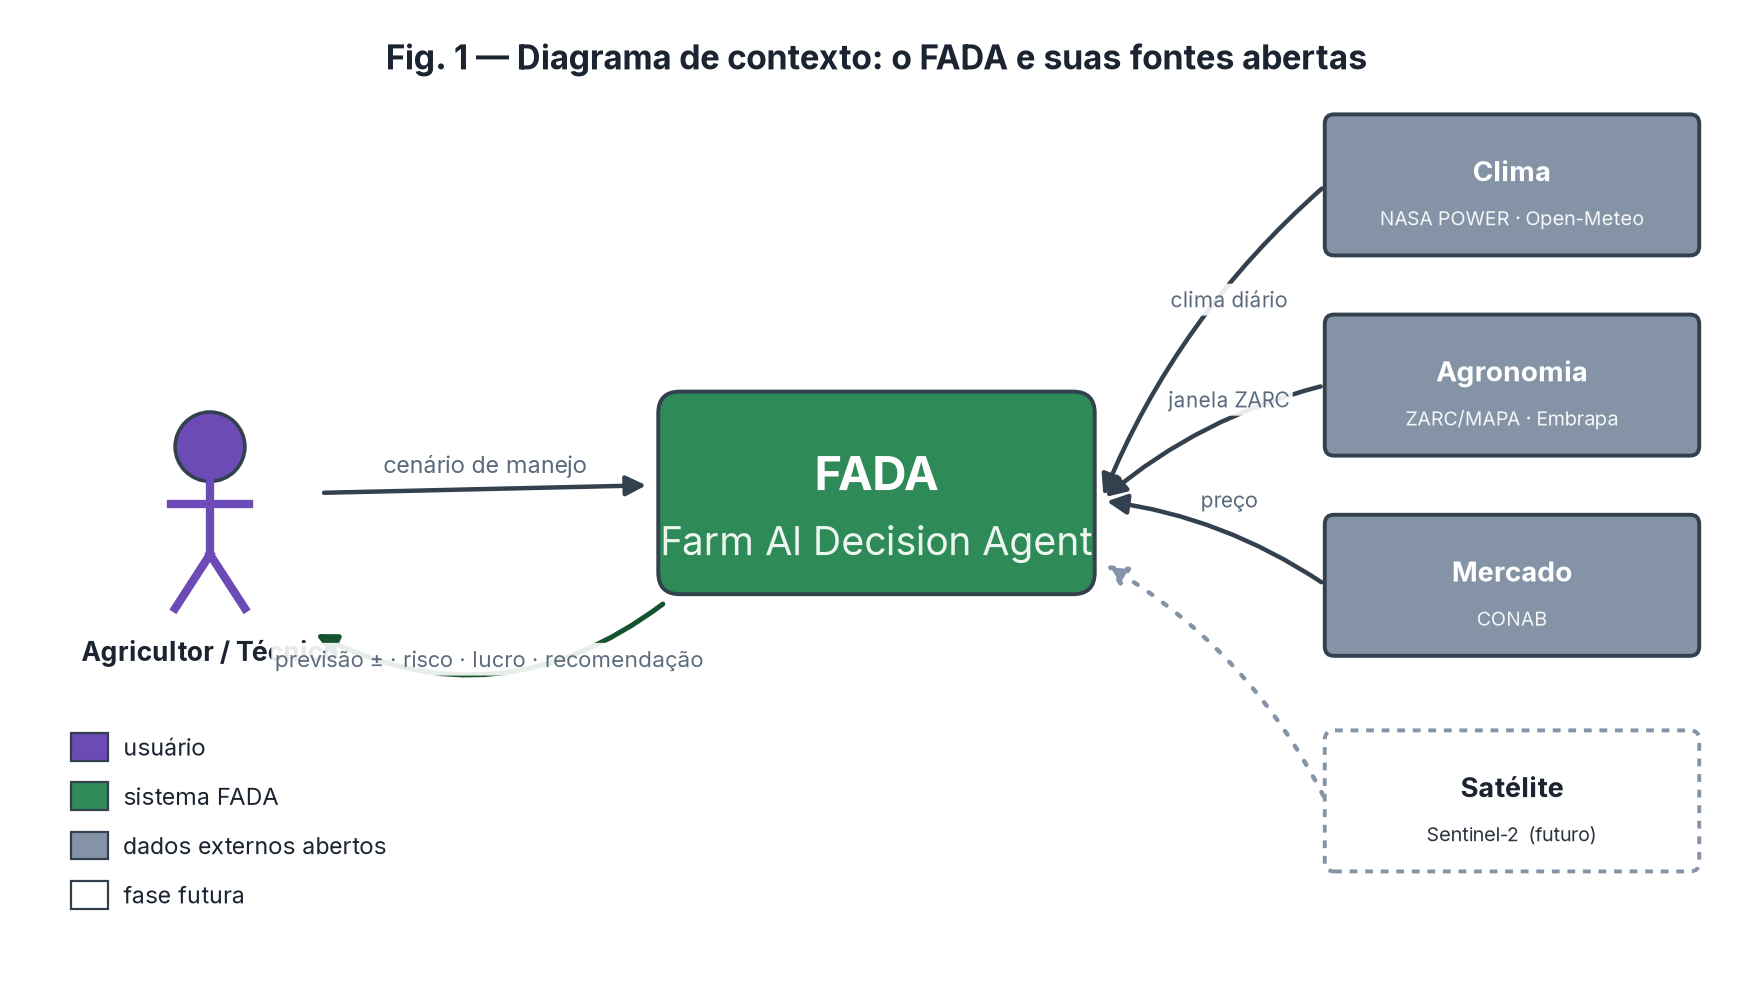 Fig. 1 — Diagrama de contexto: o FADA e suas fontes abertas
Clima
NASA POWER · Open-Meteo
clima diário
Agronomia
ZARC/MAPA · Embrapa
janela ZARC
cenário de manejo
FADA
Farm AI Decision Agent
preço
Mercado
CONAB
Agricultor / Técnico
previsão ± · risco · lucro · recomendação
Satélite
Sentinel-2 (futuro)
usuário
sistema FADA
dados externos abertos
fase futura